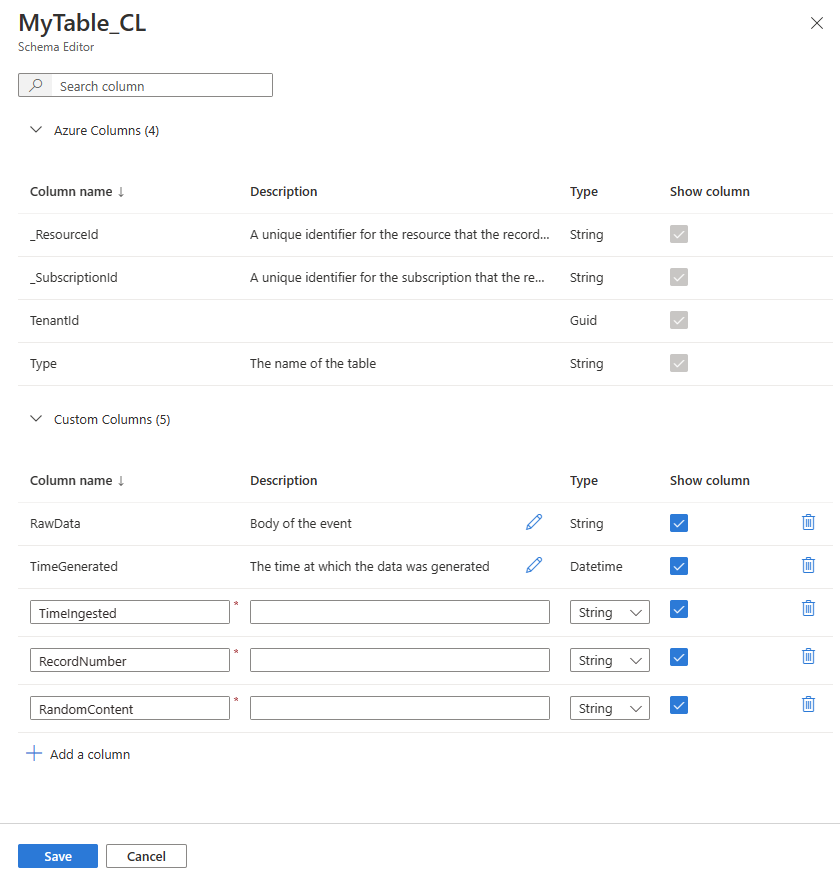 MyTable_CL
Schema Editor
Search column
Azure Columns (4)
Column name ↓ Description Type Show column
_ResourceId A unique identifier for the resource that the record... String
_SubscriptionId A unique identifier for the subscription that the re... String
TenantId Guid
Type The name of the table String
Custom Columns (5)
Column name ↓ Description Type Show column
RawData Body of the event String
TimeGenerated The time at which the data was generated Datetime
TimeIngested * String
RecordNumber * String
RandomContent * String
Add a column
Save Cancel